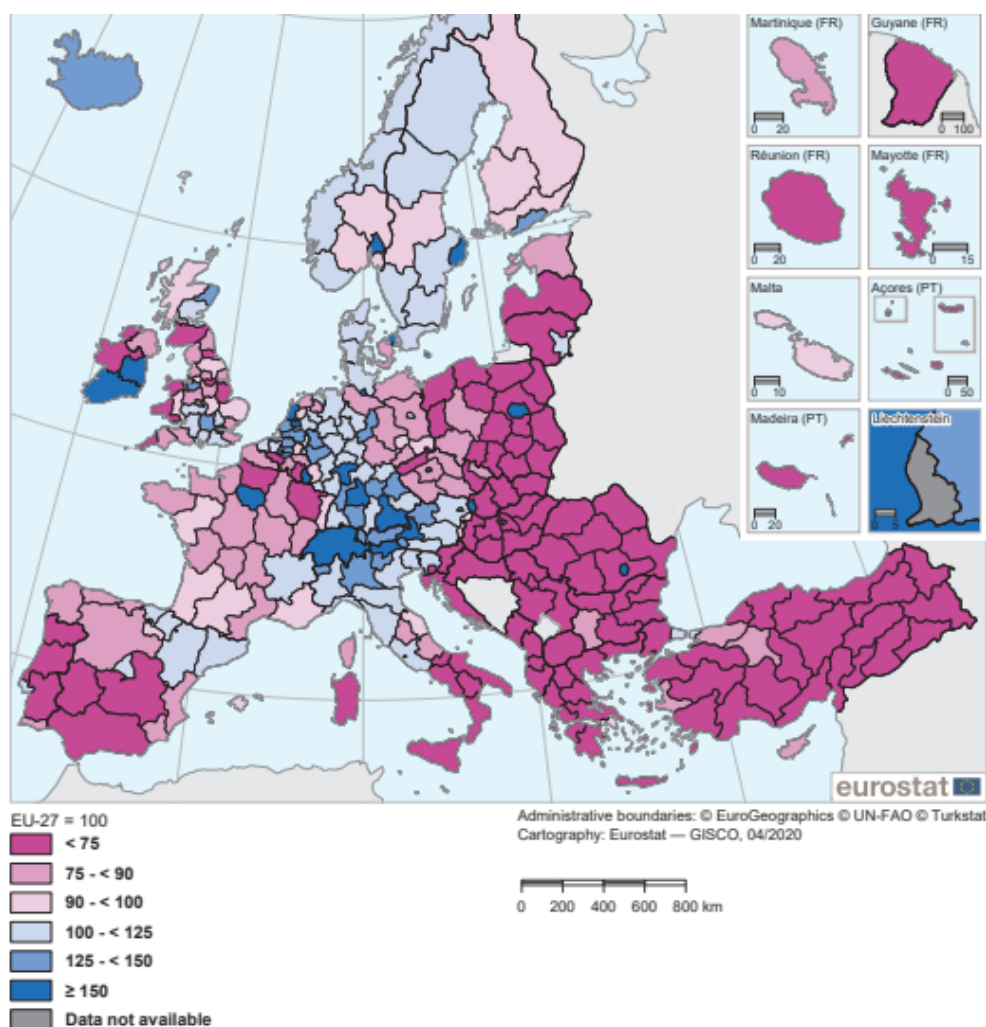 Martinique (FR)
0 20
Guyane (FR)
0 100
Réunion (FR)
0 20
Mayotte (FR)
0 15
Malta
0 10
Açores (PT)
0 50
Madeira (PT)
0 20
Liechtenstein
0 5
eurostat
EU-27 = 100
< 75
75 - < 90
90 - < 100
100 - < 125
125 - < 150
≥ 150
Data not available
Administrative boundaries: © EuroGeographics © UN-FAO © Turkstat
Cartography: Eurostat — GISCO, 04/2020
0 200 400 600 800 km